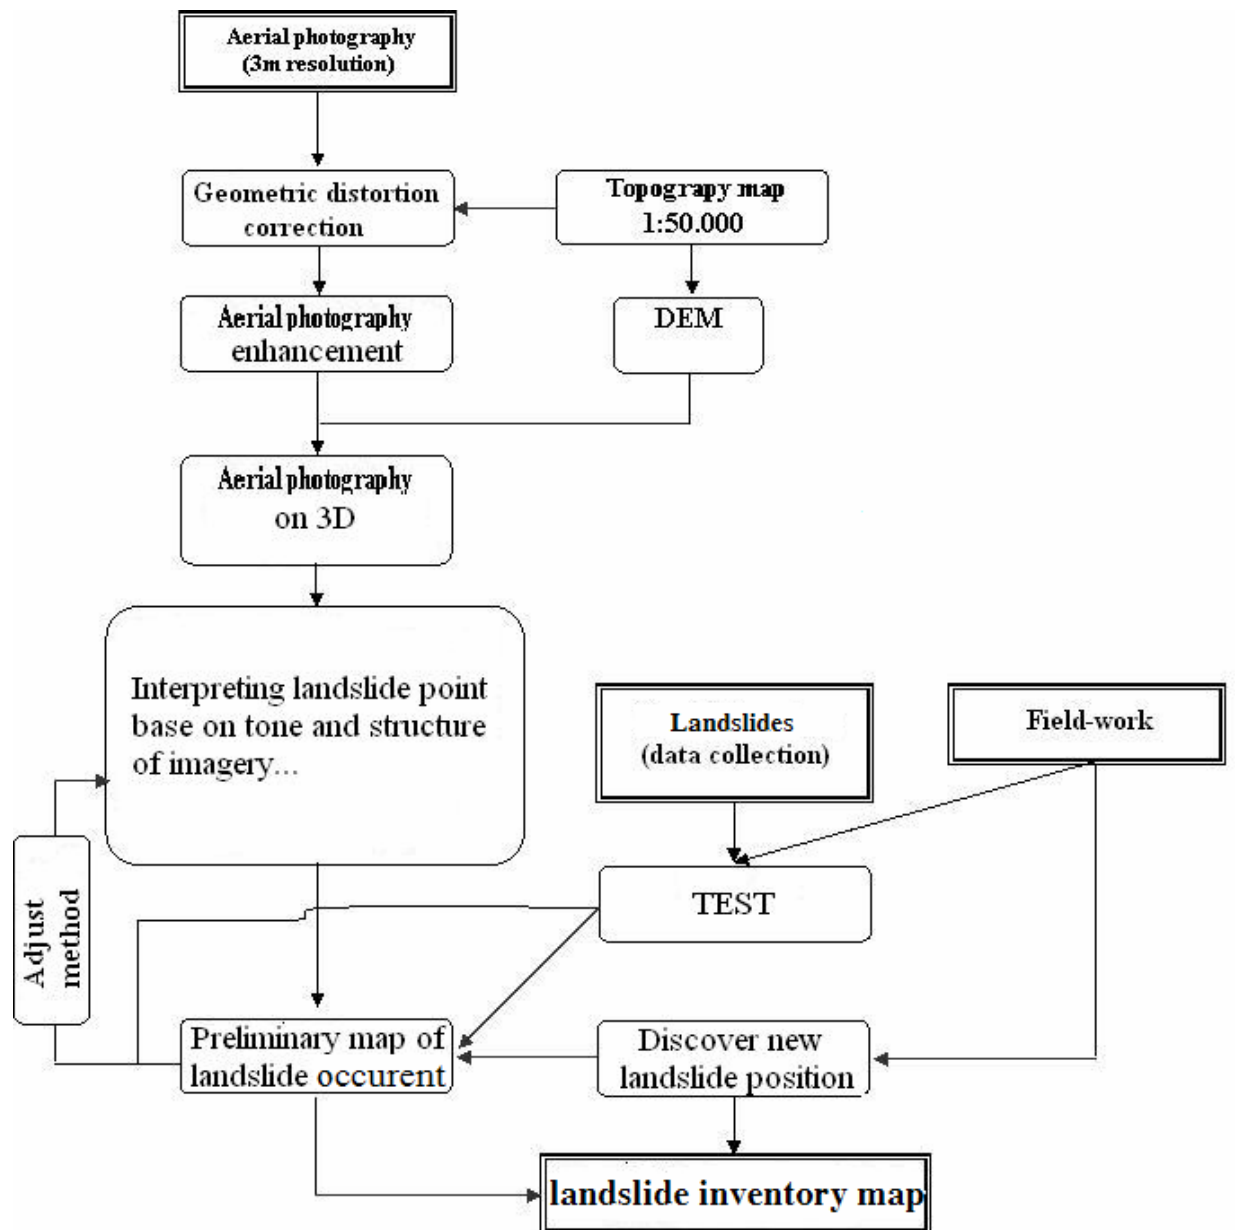 Aerial photography
(3m resolution)
Geometric distortion
correction
Topograpy map
1:50.000
Aerial photography
enhancement
DEM
Aerial photography
on 3D
Interpreting landslide point
base on tone and structure
of imagery...
Landslides
(data collection)
Field-work
Adjust
method
TEST
Preliminary map of
landslide occurent
Discover new
landslide position
landslide inventory map